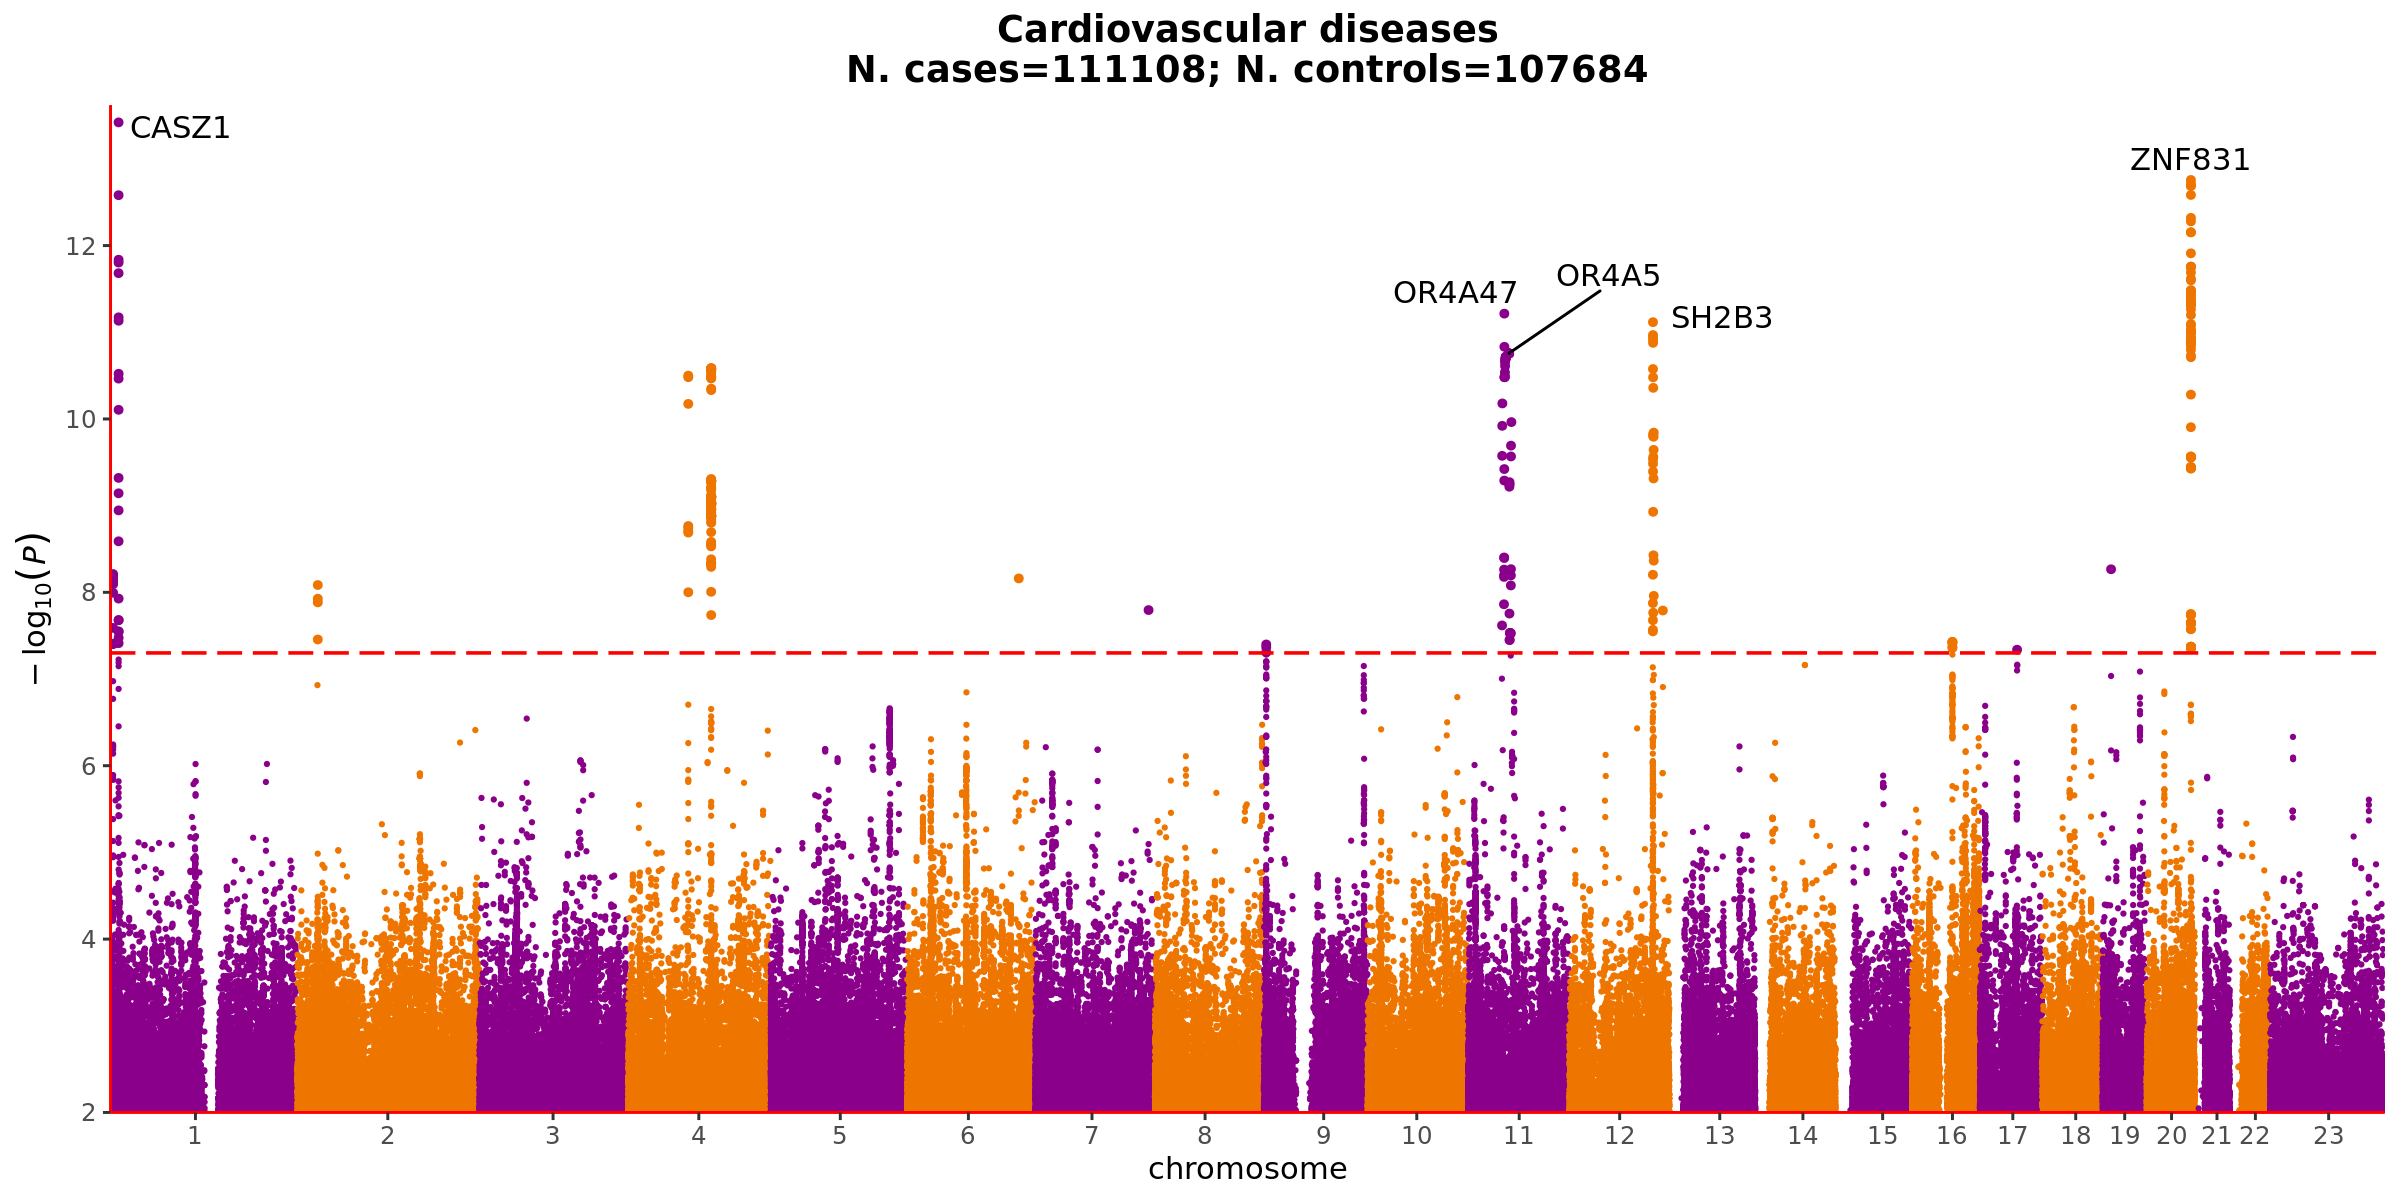 Cardiovascular diseases
N. cases=111108; N. controls=107684
CASZ1
ZNF831
OR4A5
OR4A47
SH2B3
12
10
8
6
4
2
− log10(P)
1 2 3 4 5 6 7 8 9 10 11 12 13 14 15 16 17 18 19 20 21 22 23
chromosome